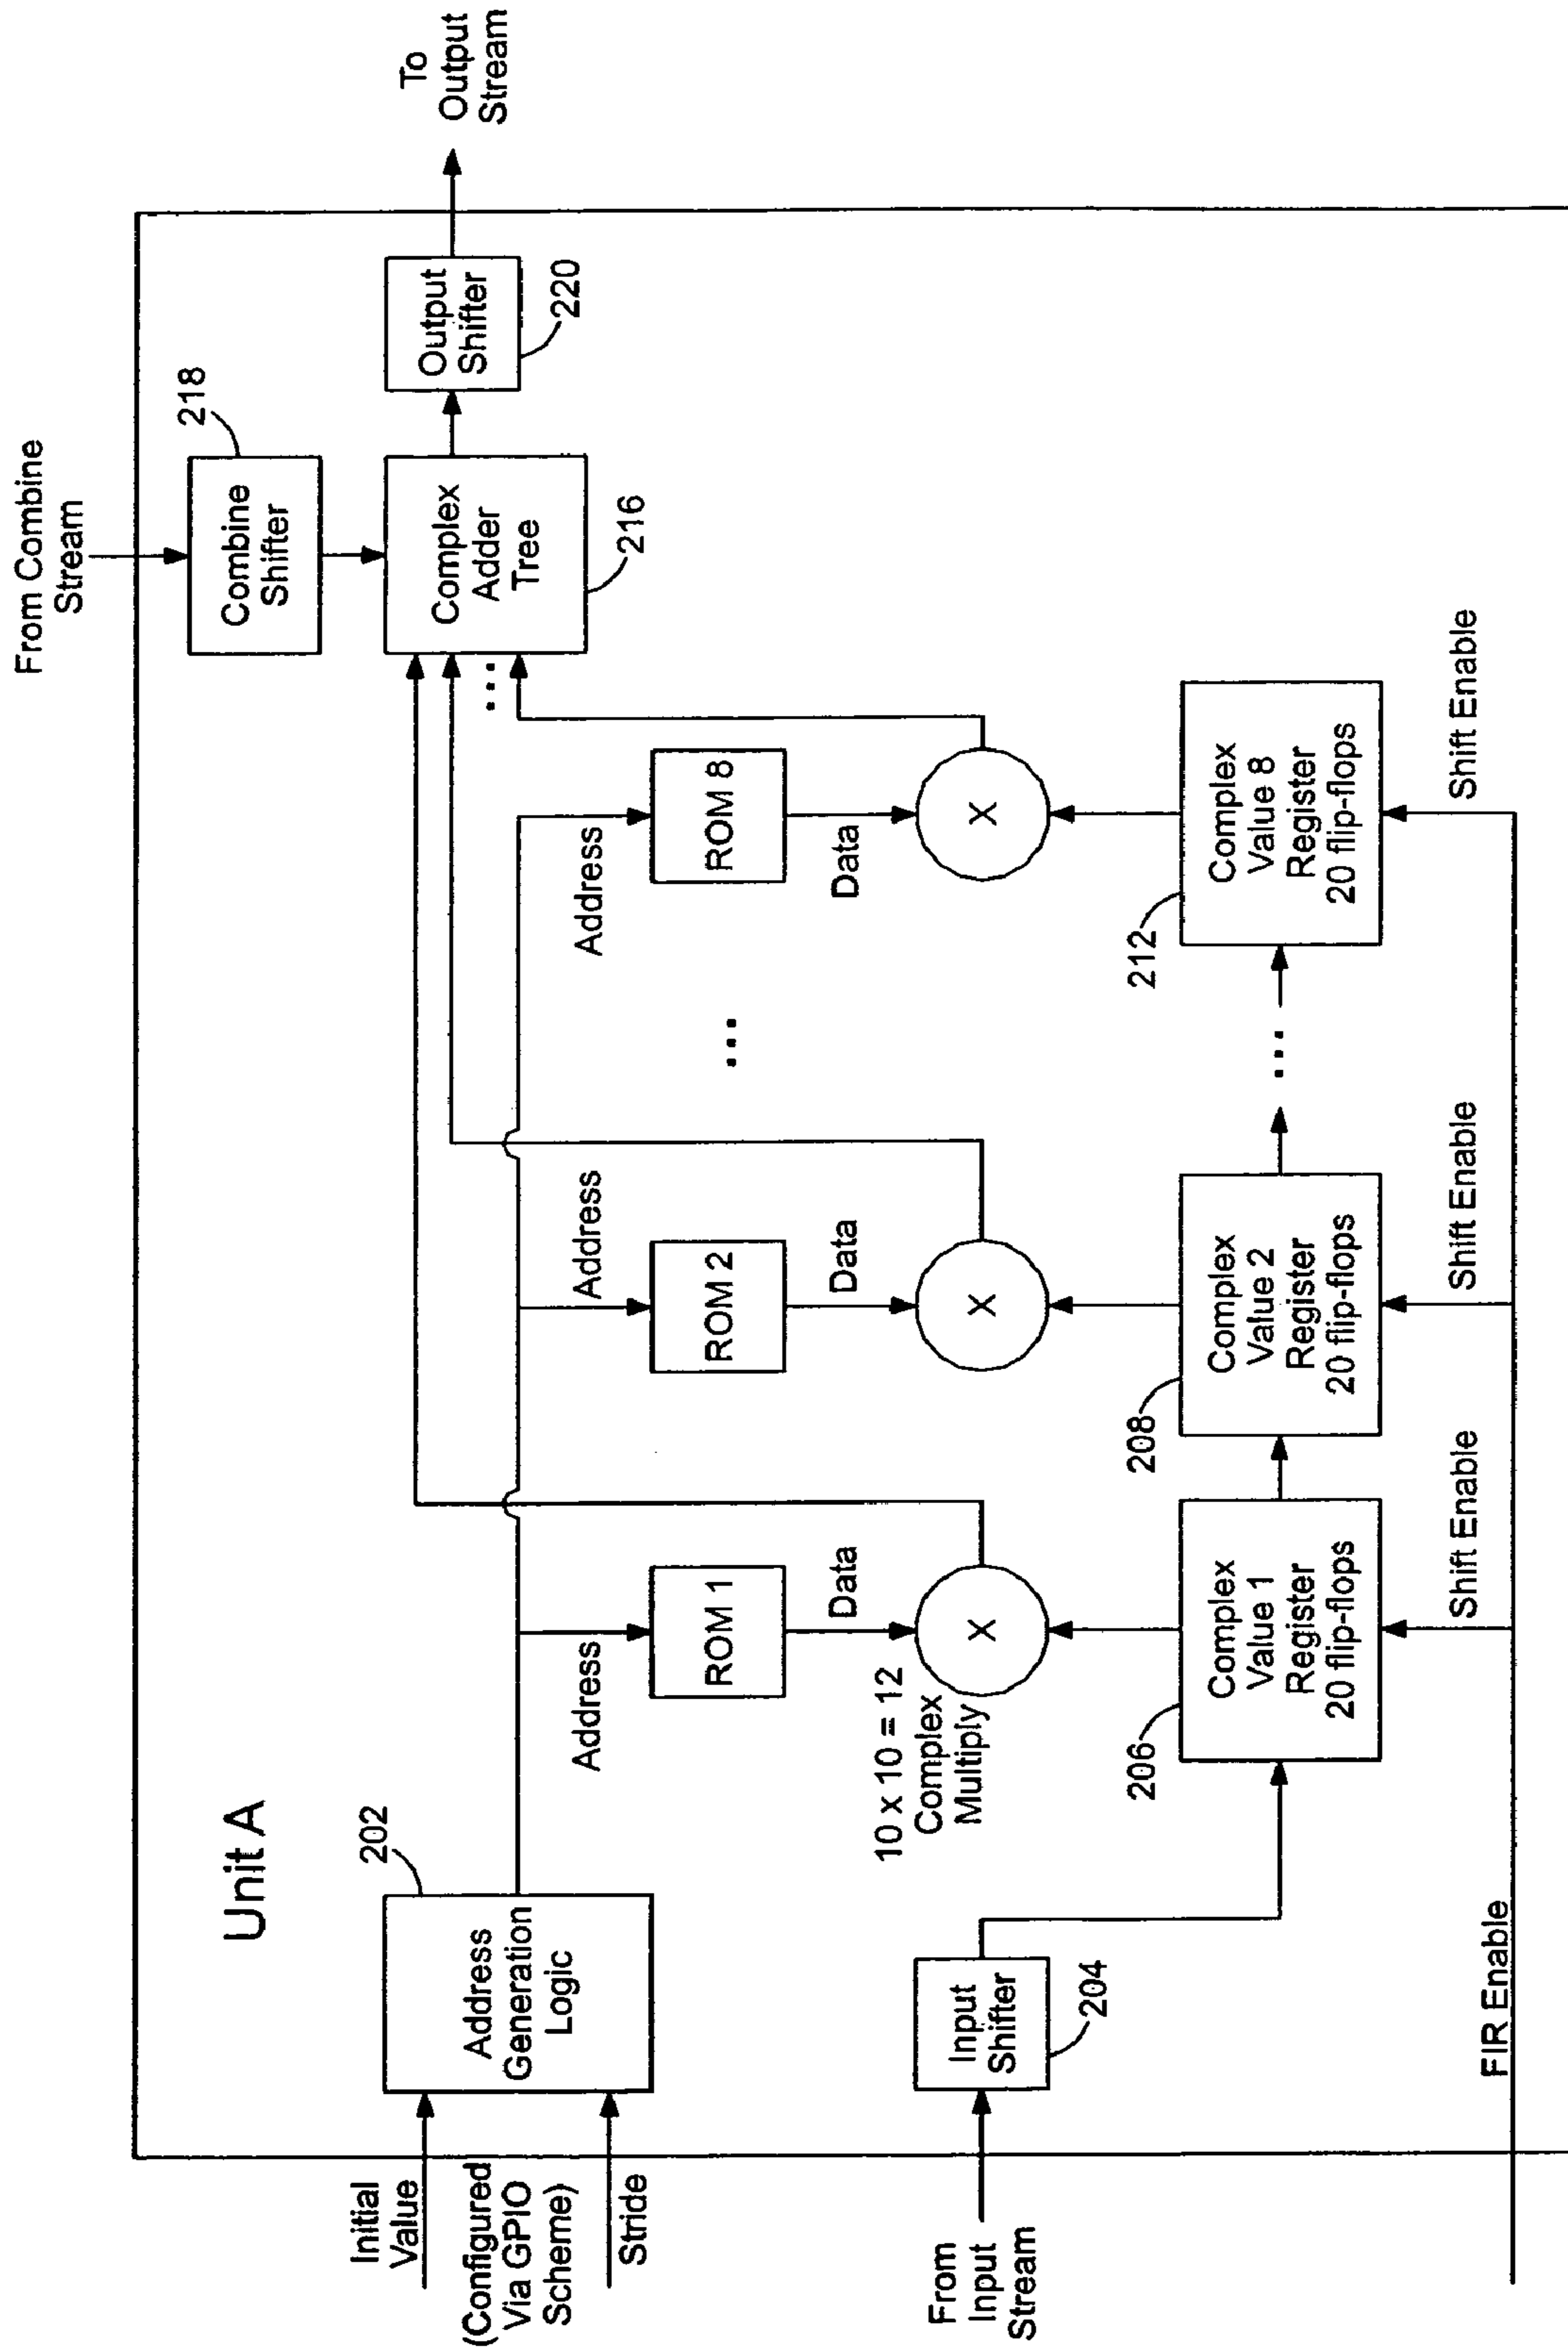 Unit A
From Combine
Stream
218
Combine
Shifter
To
Output
Stream
Output
Shifter
220
Complex
Adder
Tree
216
Initial
Value
(Configured
Via GPIO
Scheme)
Stride
202
Address
Generation
Logic
Address
ROM 1
Data
Address
ROM 2
Data
...
Address
ROM 8
Data
...
10 x 10 = 12
Complex
Multiply
X
X
X
From
Input
Stream
Input
Shifter
204
206
Complex
Value 1
Register
20 flip-flops
208
Complex
Value 2
Register
20 flip-flops
...
212
Complex
Value 8
Register
20 flip-flops
Shift Enable
Shift Enable
Shift Enable
FIR Enable